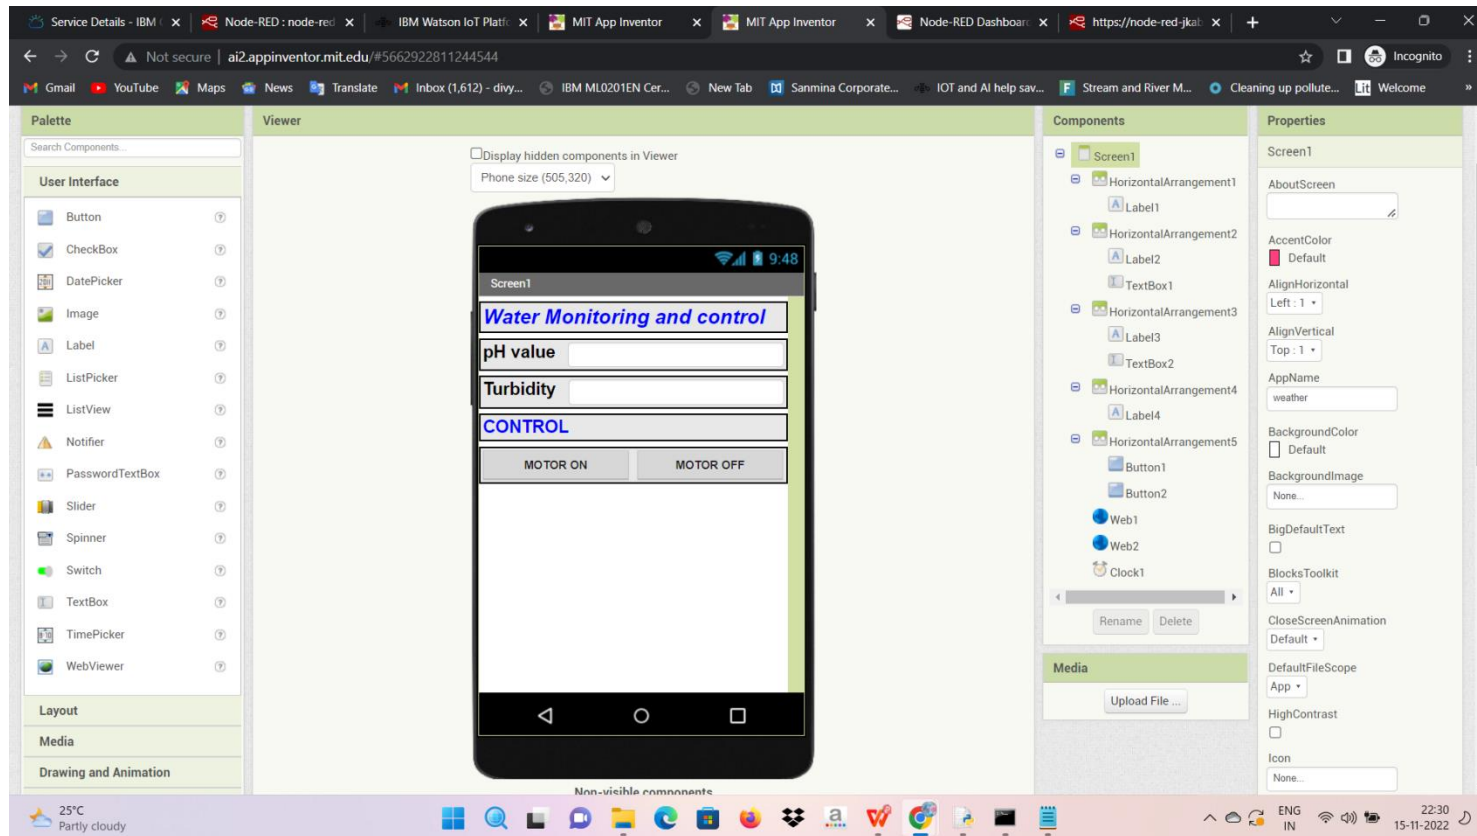 Service Details - IBM C
Node-RED : node-red
IBM Watson IoT Platfo
MIT App Inventor
MIT App Inventor
Node-RED Dashboard
https://node-red-jkab
Not secure | ai2.appinventor.mit.edu/#5662922811244544
Incognito
Gmail
YouTube
Maps
News
Translate
Inbox (1,612) - divy...
IBM ML0201EN Cer...
New Tab
Sanmina Corporate...
IOT and AI help sav...
Stream and River M...
Cleaning up pollute...
Lit Welcome
»
Palette
Search Components...
User Interface
Button
CheckBox
DatePicker
Image
Label
ListPicker
ListView
Notifier
PasswordTextBox
Slider
Spinner
Switch
TextBox
TimePicker
WebViewer
Layout
Media
Drawing and Animation
Viewer
Display hidden components in Viewer
Phone size (505,320)
9:48
Screen1
Water Monitoring and control
pH value
Turbidity
CONTROL
MOTOR ON
MOTOR OFF
Non-visible components
Components
Screen1
HorizontalArrangement1
Label1
HorizontalArrangement2
Label2
TextBox1
HorizontalArrangement3
Label3
TextBox2
HorizontalArrangement4
Label4
HorizontalArrangement5
Button1
Button2
Web1
Web2
Clock1
Rename
Delete
Media
Upload File ...
Properties
Screen1
AboutScreen
AccentColor
Default
AlignHorizontal
Left : 1
AlignVertical
Top : 1
AppName
weather
BackgroundColor
Default
BackgroundImage
None...
BigDefaultText
BlocksToolkit
All
CloseScreenAnimation
Default
DefaultFileScope
App
HighContrast
Icon
None...
25°C
Partly cloudy
ENG
IN
22:30
15-11-2022